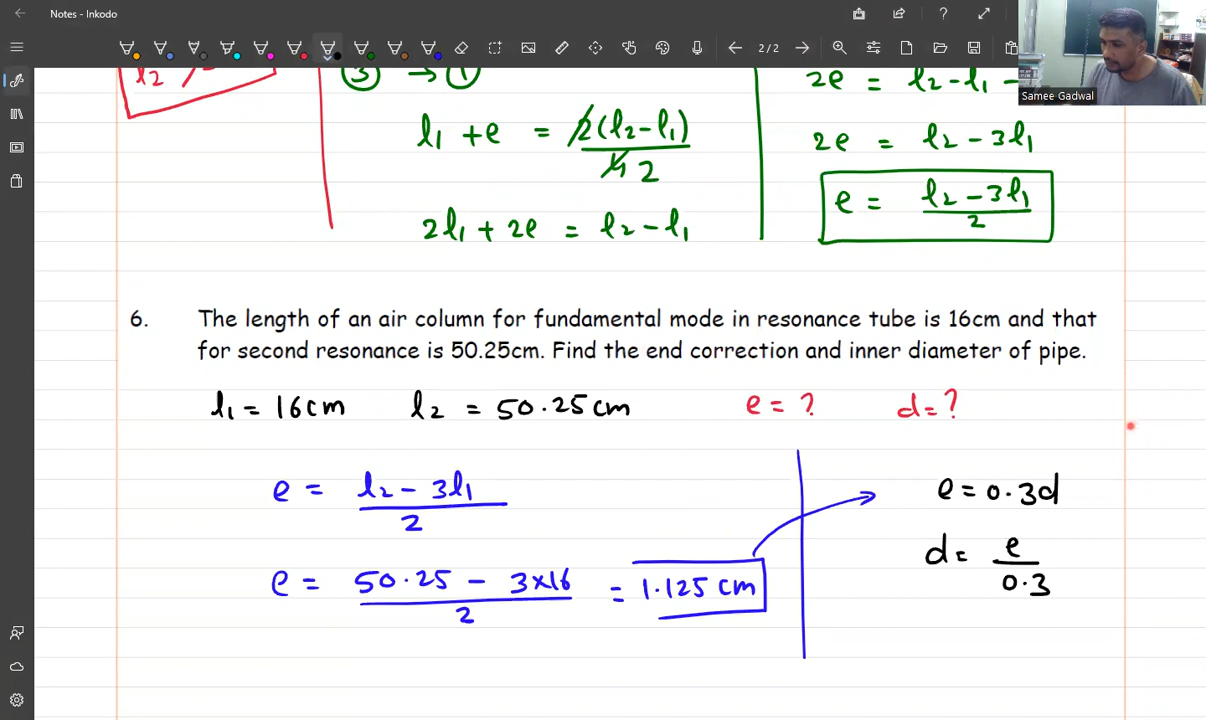 Notes - Inkodo
2/2
Samee Gadwal
l2
③ → ①
l1 + e = 2(l2 - l1) / 4 2
2l1 + 2e = l2 - l1
2e = l2 - l1 -
2e = l2 - 3l1
e = l2 - 3l1 / 2
6. The length of an air column for fundamental mode in resonance tube is 16cm and that
for second resonance is 50.25cm. Find the end correction and inner diameter of pipe.
l1 = 16cm l2 = 50.25cm e = ? d = ?
e = l2 - 3l1 / 2
e = 50.25 - 3×16 / 2 = 1.125 cm
e = 0.3d
d = e / 0.3